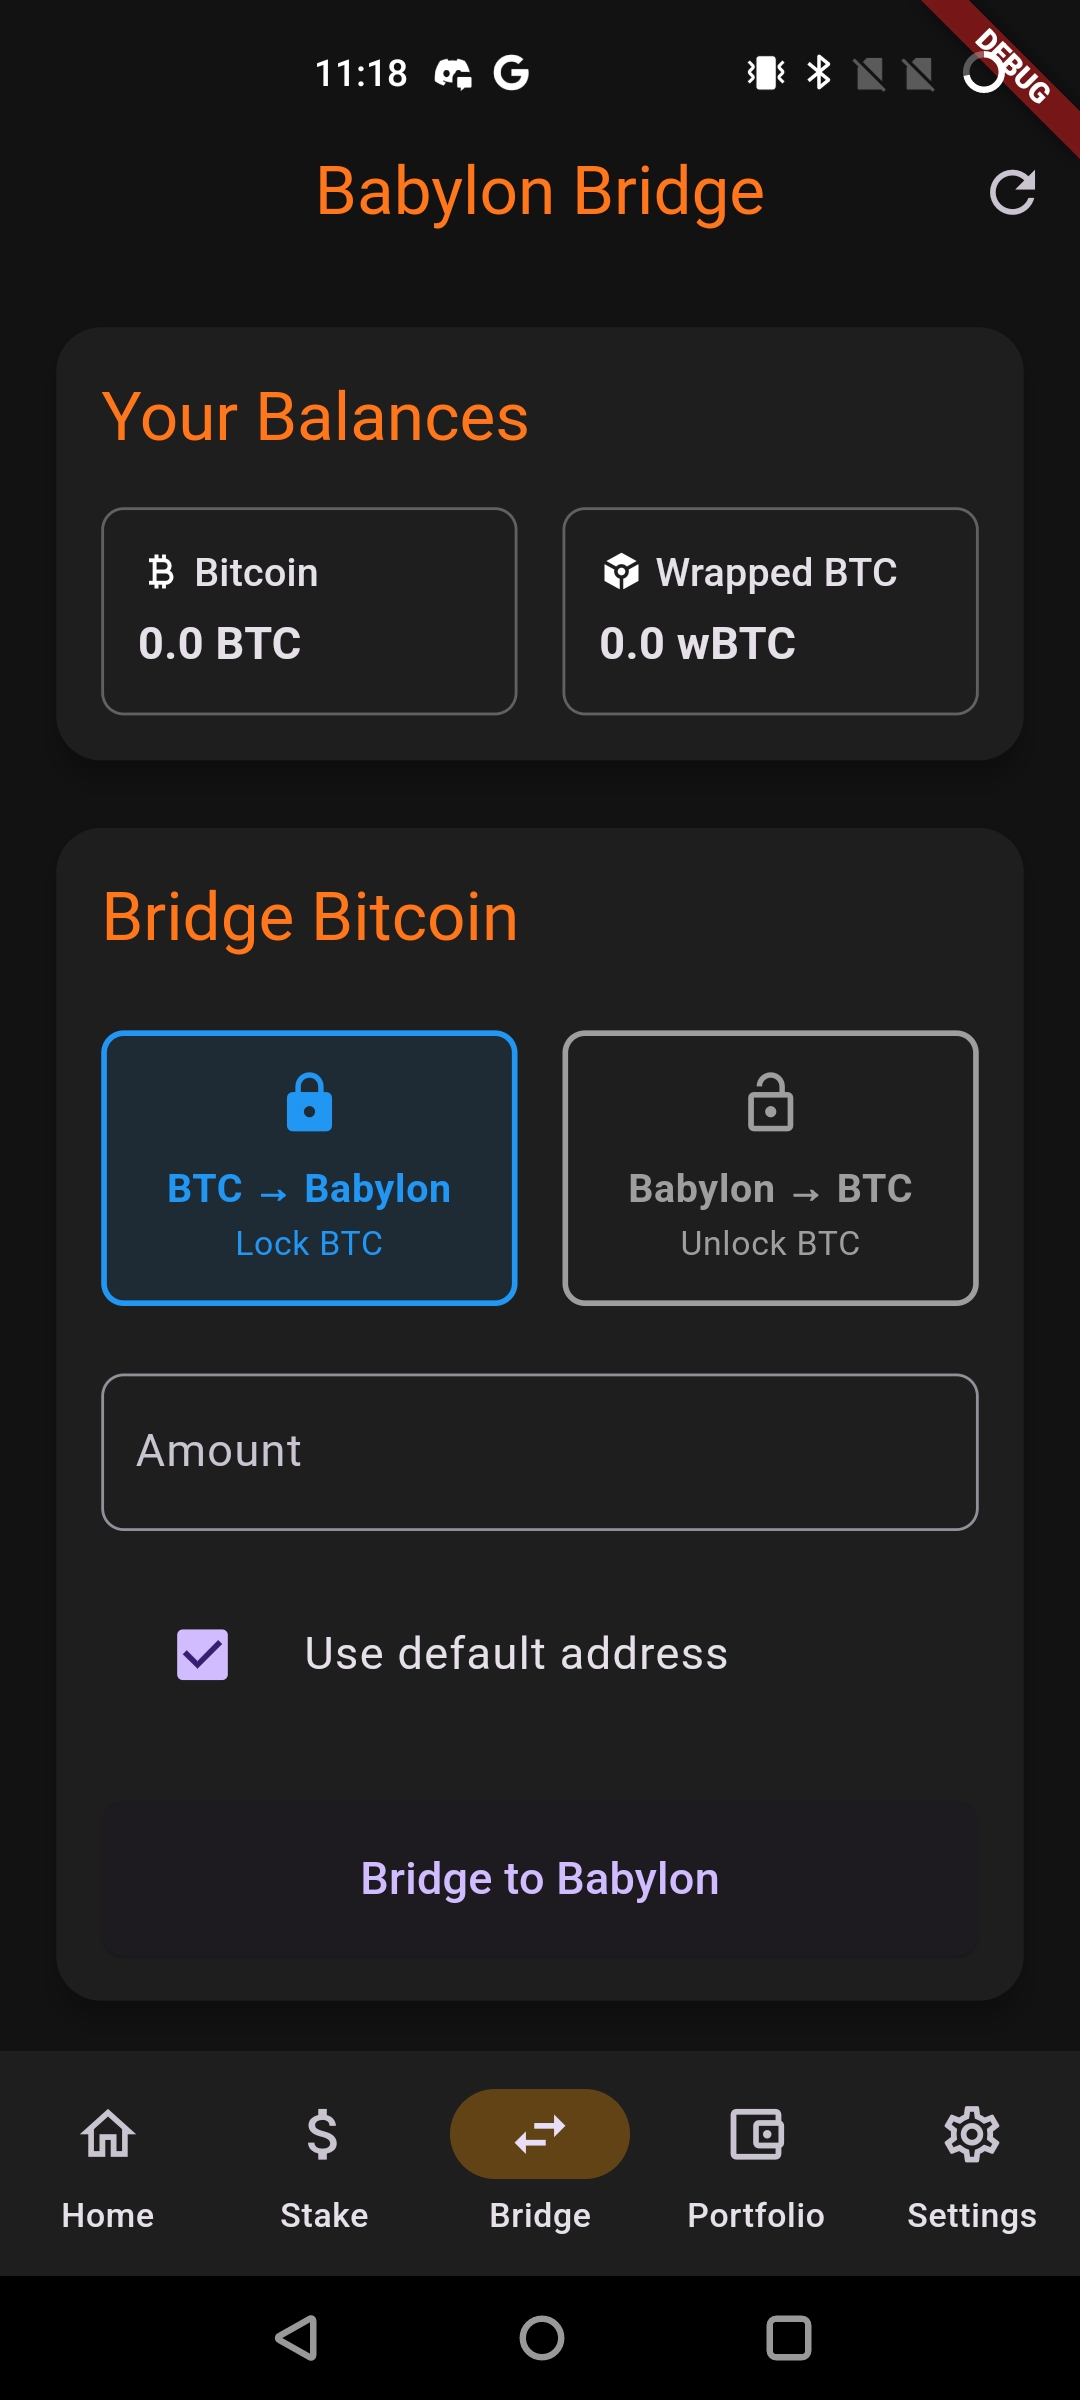 11:18
DEBUG
Babylon Bridge
Your Balances
Bitcoin
0.0 BTC
Wrapped BTC
0.0 wBTC
Bridge Bitcoin
BTC → Babylon
Lock BTC
Babylon → BTC
Unlock BTC
Amount
Use default address
Bridge to Babylon
Home
Stake
Bridge
Portfolio
Settings